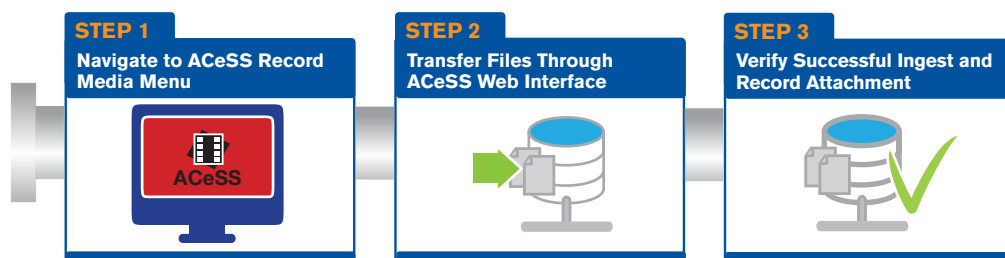 STEP 1
Navigate to ACeSS Record
Media Menu
ACeSS
STEP 2
Transfer Files Through
ACeSS Web Interface
STEP 3
Verify Successful Ingest and
Record Attachment